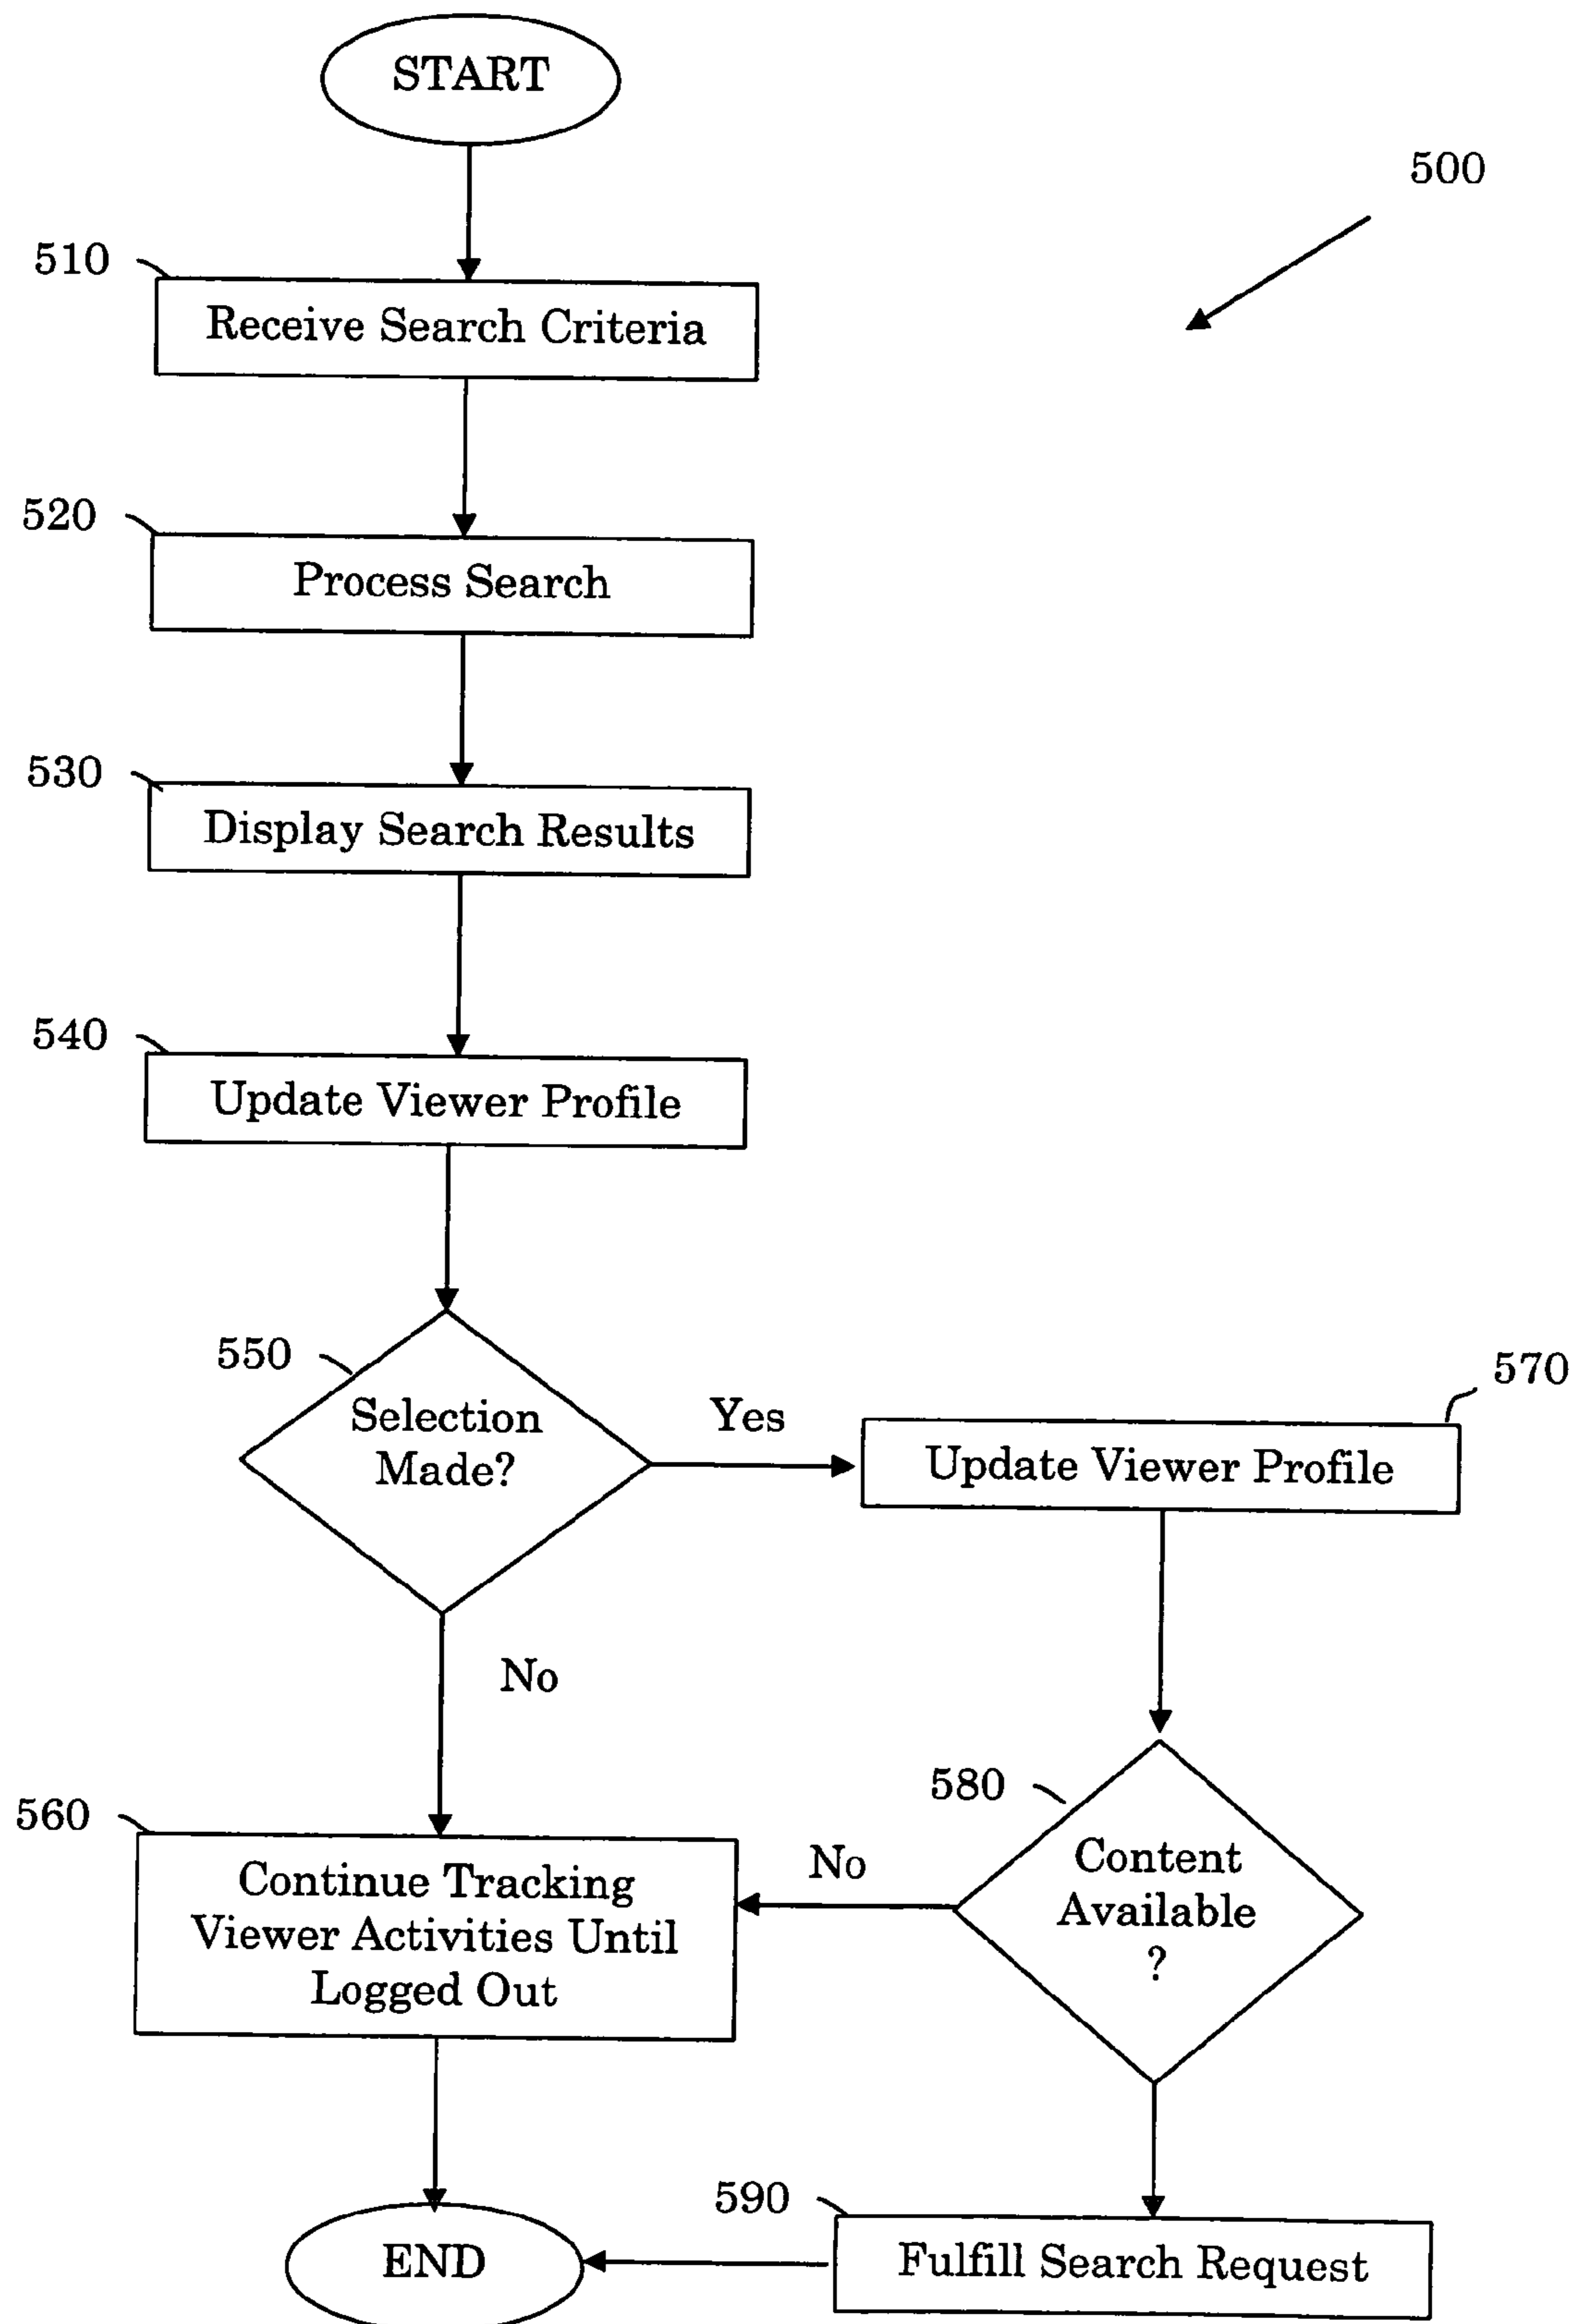 START
500
510
Receive Search Criteria
520
Process Search
530
Display Search Results
540
Update Viewer Profile
550
Selection
Made?
Yes
570
Update Viewer Profile
No
580
Content
Available
?
No
560
Continue Tracking
Viewer Activities Until
Logged Out
590
Fulfill Search Request
END